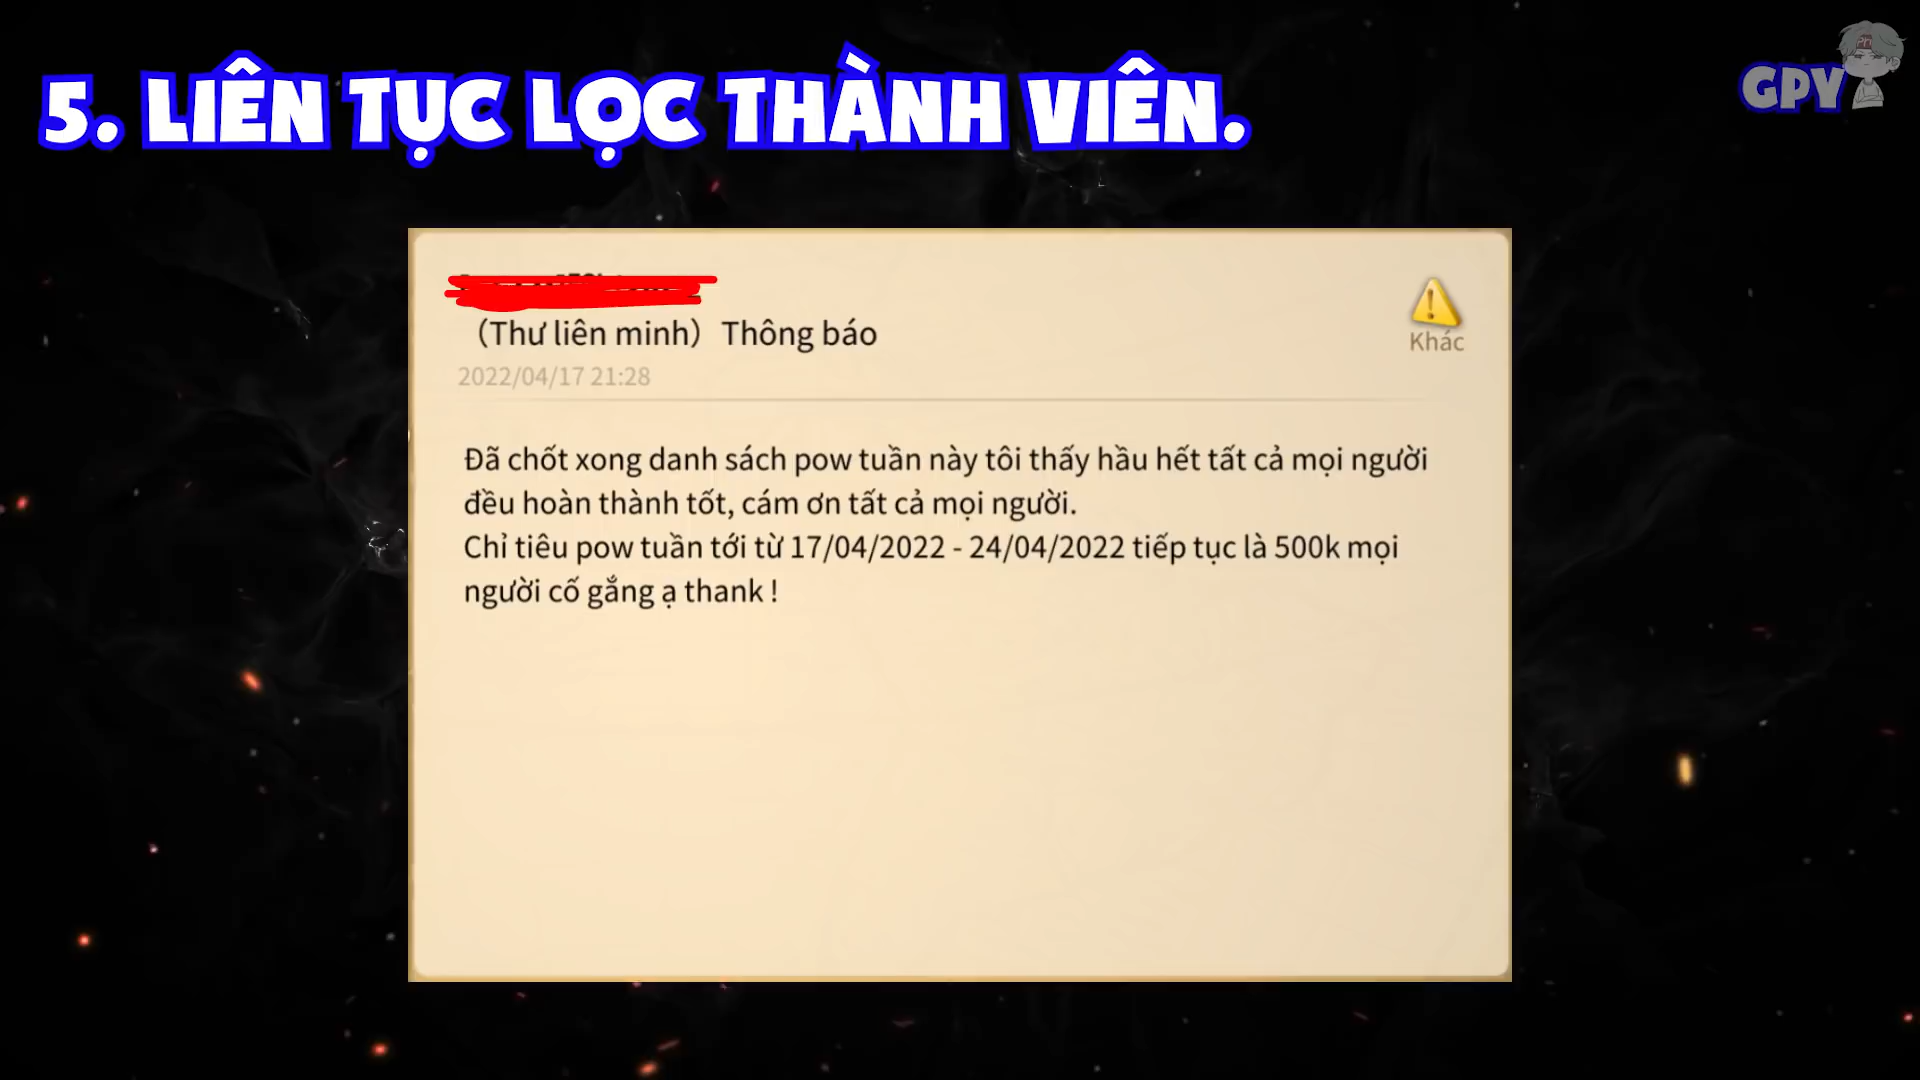 5. LIÊN TỤC LỌC THÀNH VIÊN.
GPY
（Thư liên minh）Thông báo
Khác
2022/04/17 21:28
Đã chốt xong danh sách pow tuần này tôi thấy hầu hết tất cả mọi người
đều hoàn thành tốt, cám ơn tất cả mọi người.
Chỉ tiêu pow tuần tới từ 17/04/2022 - 24/04/2022 tiếp tục là 500k mọi
người cố gắng ạ thank !